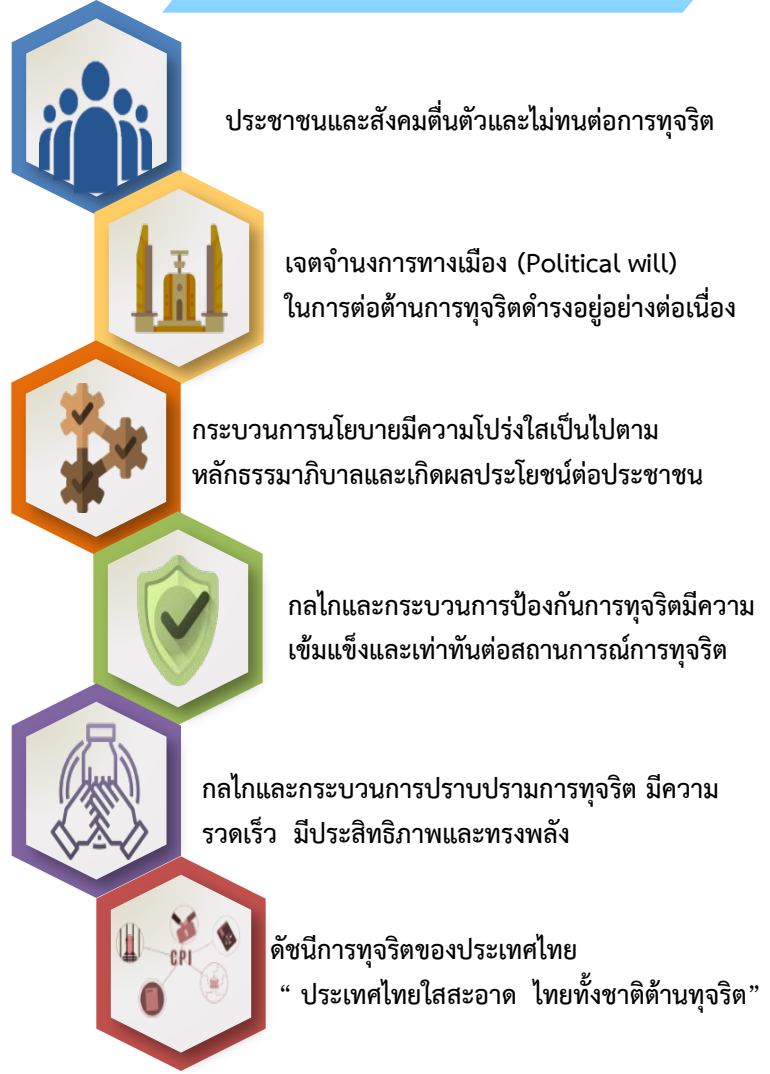 ประชาชนและสังคมตื่นตัวและไม่ทนต่อการทุจริต
เจตจำนงการทางเมือง (Political will)
ในการต่อต้านการทุจริตดำรงอยู่อย่างต่อเนื่อง
กระบวนการนโยบายมีความโปร่งใสเป็นไปตาม
หลักธรรมาภิบาลและเกิดผลประโยชน์ต่อประชาชน
กลไกและกระบวนการป้องกันการทุจริตมีความ
เข้มแข็งและเท่าทันต่อสถานการณ์การทุจริต
กลไกและกระบวนการปราบปรามการทุจริต มีความ
รวดเร็ว มีประสิทธิภาพและทรงพลัง
CPI
ดัชนีการทุจริตของประเทศไทย
“ ประเทศไทยใสสะอาด ไทยทั้งชาติต้านทุจริต”